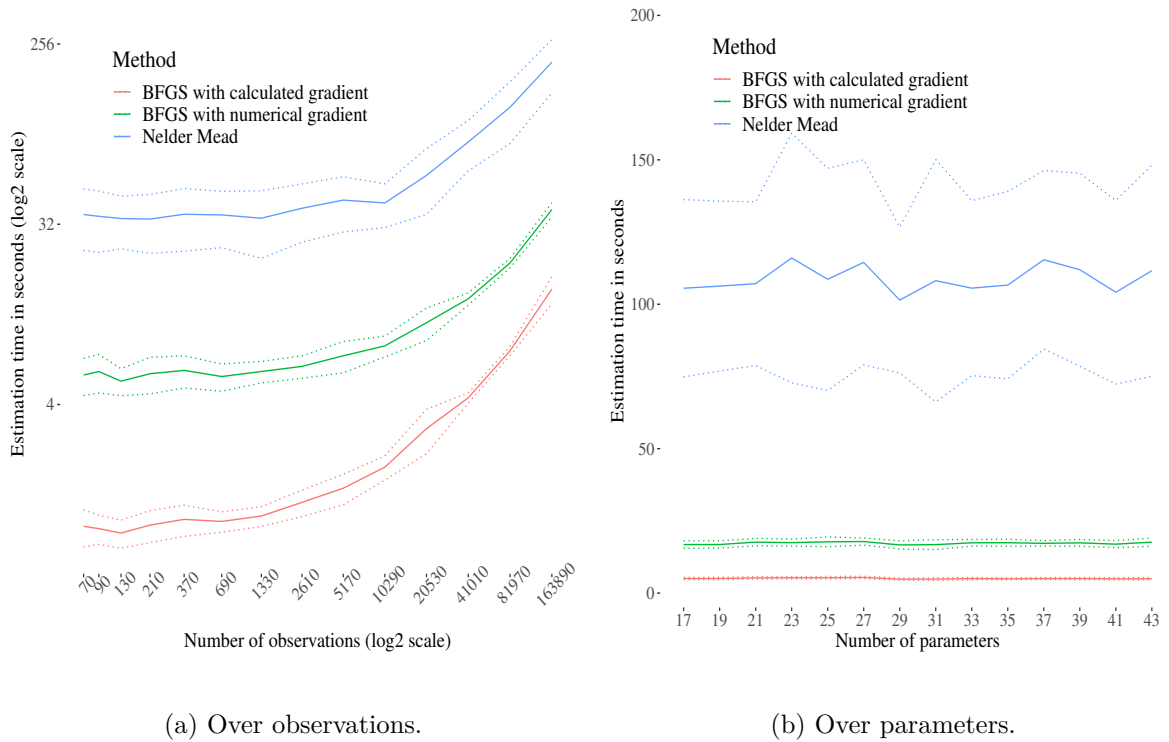 256
32
4
Estimation time in seconds (log2 scale)
Method
BFGS with calculated gradient
BFGS with numerical gradient
Nelder Mead
70
90
130
210
370
690
1330
2610
5170
10290
20530
41010
81970
163890
Number of observations (log2 scale)
(a) Over observations.
200
150
100
50
0
Estimation time in seconds
Method
BFGS with calculated gradient
BFGS with numerical gradient
Nelder Mead
17 19 21 23 25 27 29 31 33 35 37 39 41 43
Number of parameters
(b) Over parameters.